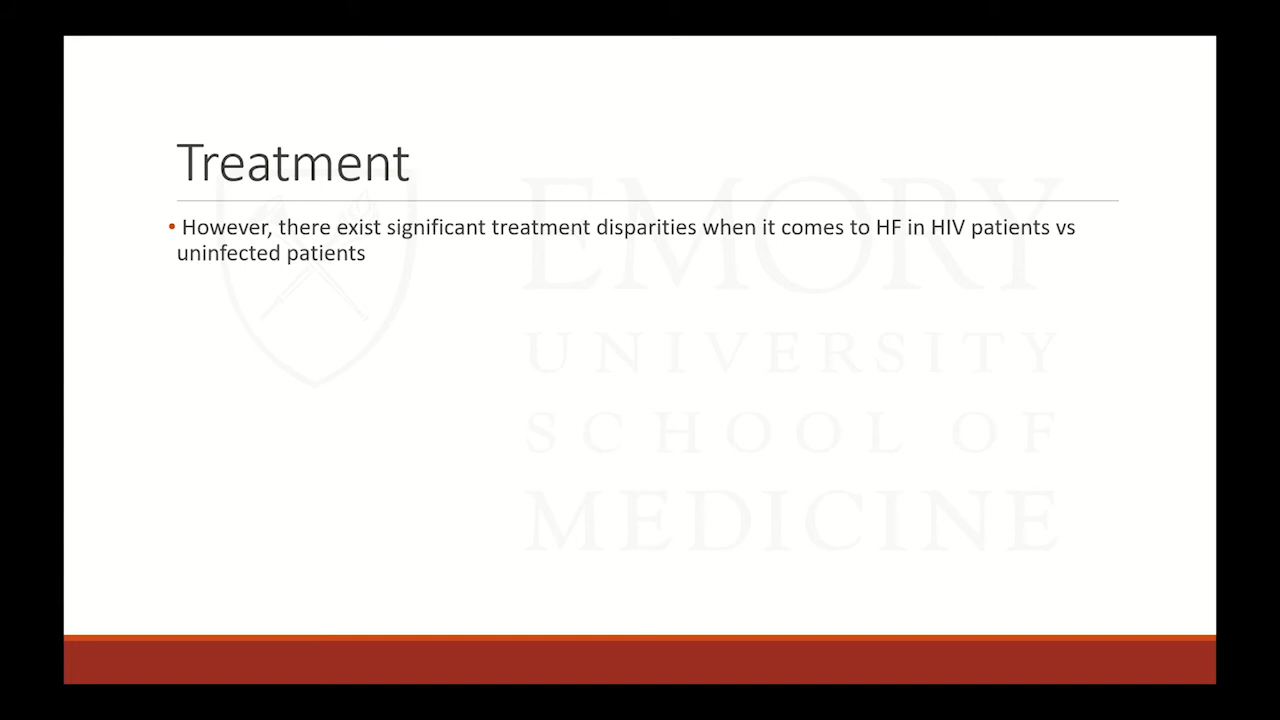 Treatment
• However, there exist significant treatment disparities when it comes to HF in HIV patients vs
uninfected patients
EMORY
UNIVERSITY
SCHOOL OF
MEDICINE